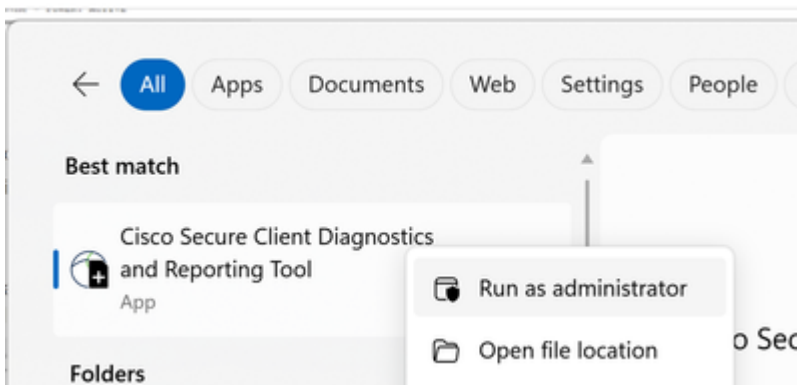 All Apps Documents Web Settings People
Best match
Cisco Secure Client Diagnostics
and Reporting Tool
App
Run as administrator
Open file location
o Sec
Folders